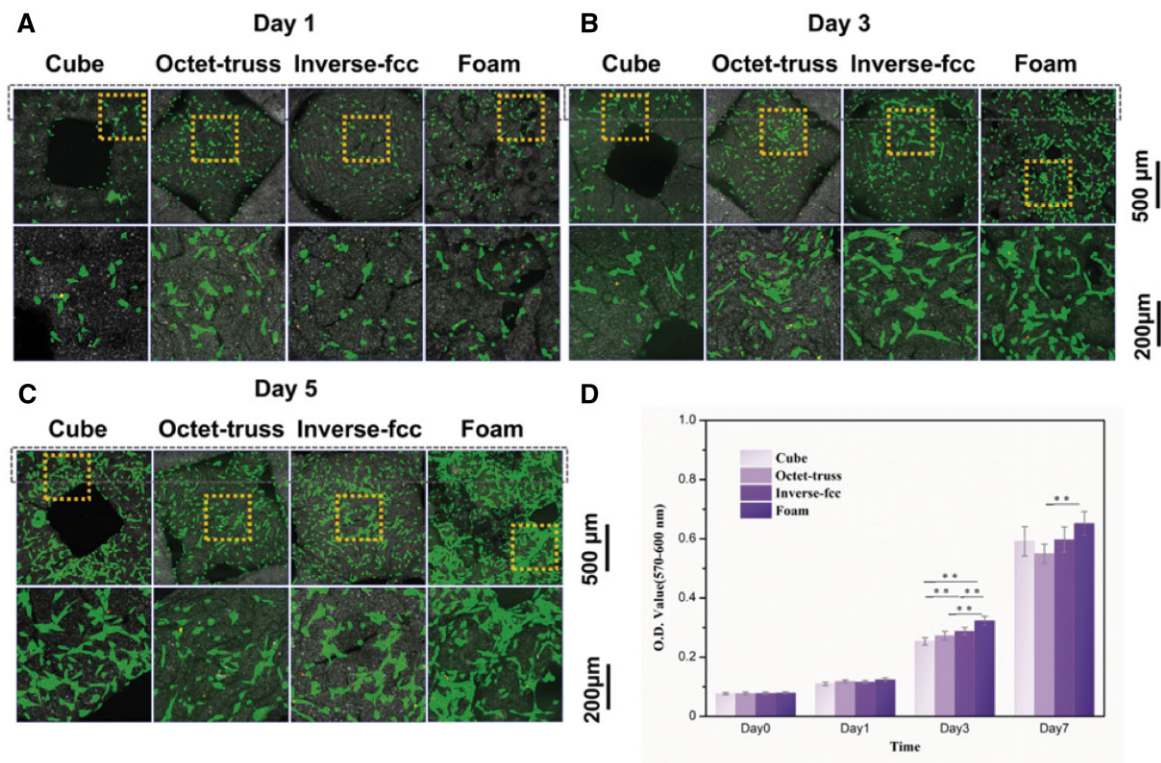 A
Day 1
Cube Octet-truss Inverse-fcc Foam
B
Day 3
Cube Octet-truss Inverse-fcc Foam
500 μm
200μm
C
Day 5
Cube Octet-truss Inverse-fcc Foam
500 μm
200μm
D
O.D. Value(570-600 nm)
1.0
0.8
0.6
0.4
0.2
0
Cube
Octet-truss
Inverse-fcc
Foam
* *
* *
* * * *
* *
Day0 Day1 Day3 Day7
Time